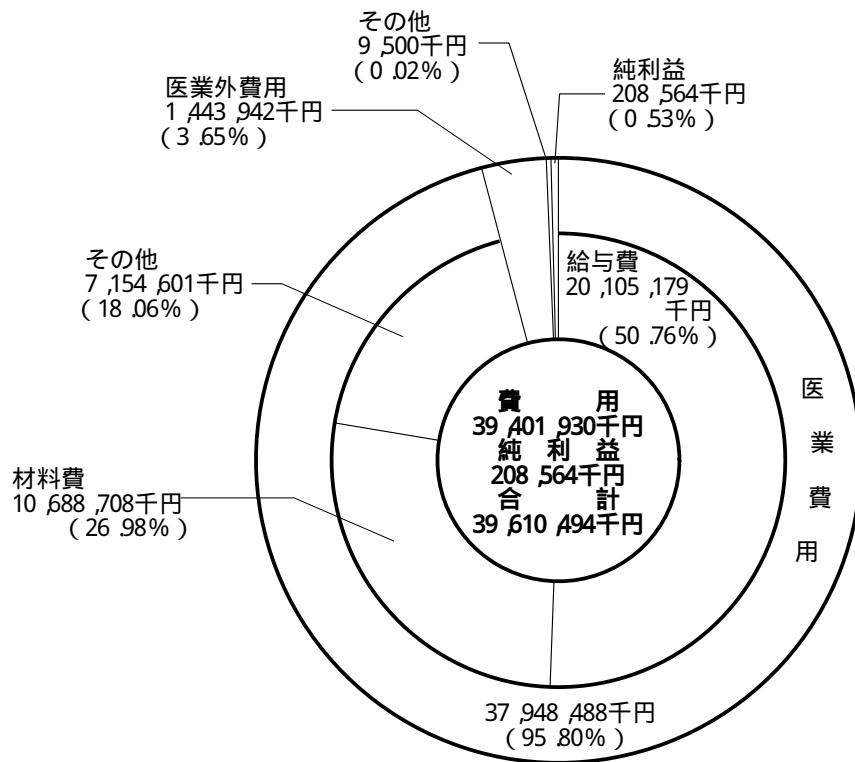 その他
9,500千円
(0.02%)
純利益
208,564千円
(0.53%)
医業外費用
1,443,942千円
(3.65%)
その他
7,154,601千円
(18.06%)
給与費
20,105,179
千円
(50.76%)
医業費用
費用
39,401,930千円
純利益
208,564千円
合計
39,610,494千円
材料費
10,688,708千円
(26.98%)
37,948,488千円
(95.80%)